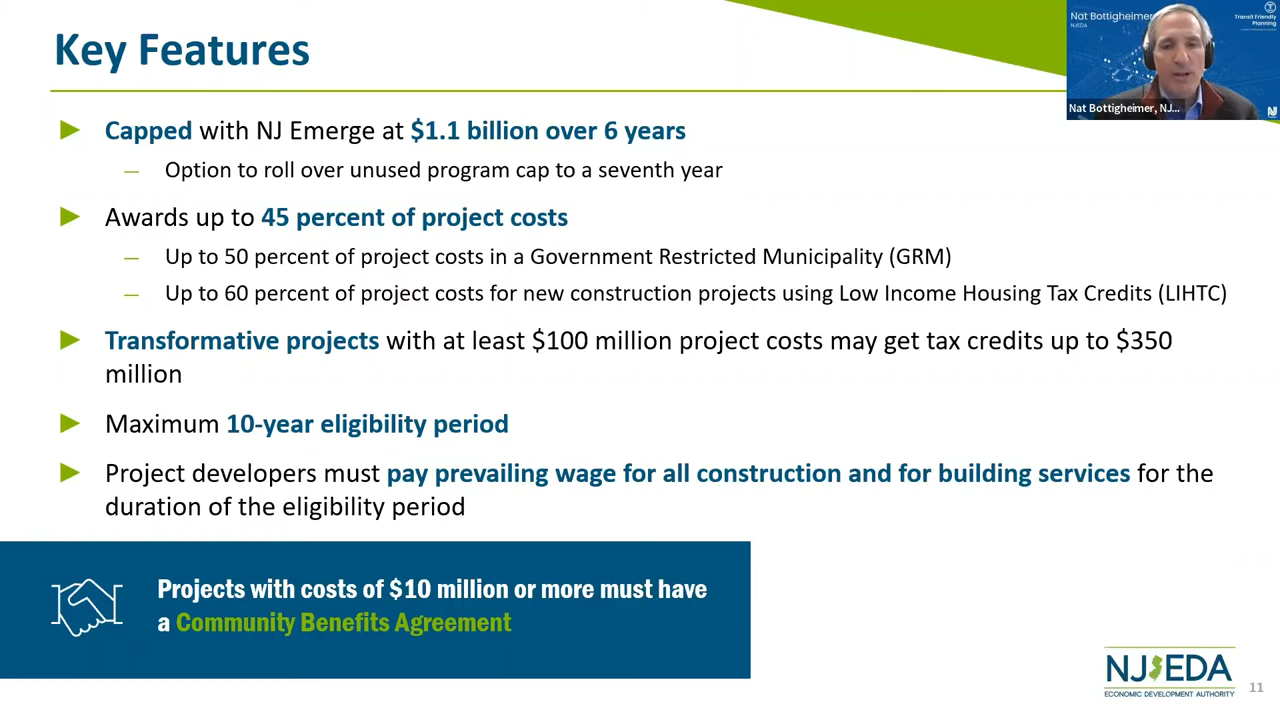 Key Features
Nat Bottigheimer
NJEDA
Transit Friendly
Planning
Nat Bottigheimer, NJ...
Capped with NJ Emerge at $1.1 billion over 6 years
— Option to roll over unused program cap to a seventh year
Awards up to 45 percent of project costs
— Up to 50 percent of project costs in a Government Restricted Municipality (GRM)
— Up to 60 percent of project costs for new construction projects using Low Income Housing Tax Credits (LIHTC)
Transformative projects with at least $100 million project costs may get tax credits up to $350
million
Maximum 10-year eligibility period
Project developers must pay prevailing wage for all construction and for building services for the
duration of the eligibility period
Projects with costs of $10 million or more must have
a Community Benefits Agreement
NJEDA
ECONOMIC DEVELOPMENT AUTHORITY
11